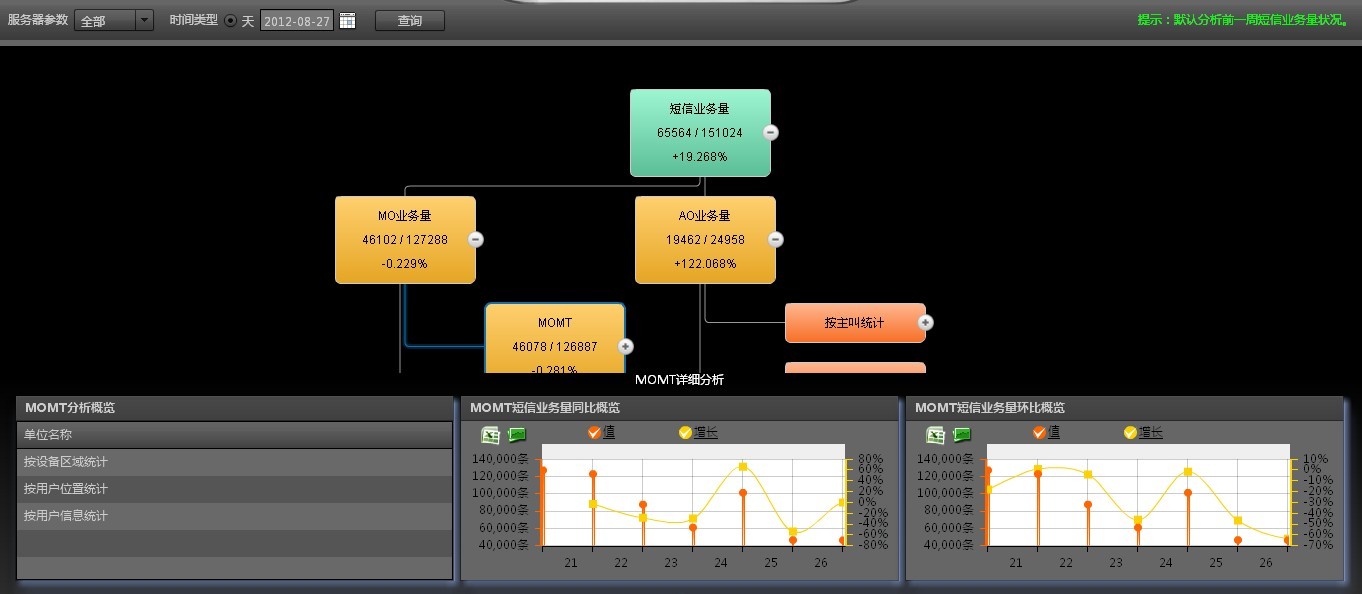 服务器参数 全部 时间类型 天 2012-08-27 查询 提示：默认分析前一周短信业务量状况。
短信业务量
65564 / 151024
+19.268%
MO业务量
46102 / 127288
-0.229%
AO业务量
19462 / 24958
+122.068%
MOMT
46078 / 126887
-0.281%
按主叫统计
MOMT详细分析
MOMT分析概览
单位名称
按设备区域统计
按用户位置统计
按用户信息统计
MOMT短信业务量同比概览
值 增长
140,000条
120,000条
100,000条
80,000条
60,000条
40,000条
80%
60%
40%
20%
0%
-20%
-40%
-60%
-80%
21 22 23 24 25 26
MOMT短信业务量环比概览
值 增长
140,000条
120,000条
100,000条
80,000条
60,000条
40,000条
10%
0%
-10%
-20%
-30%
-40%
-50%
-60%
-70%
21 22 23 24 25 26